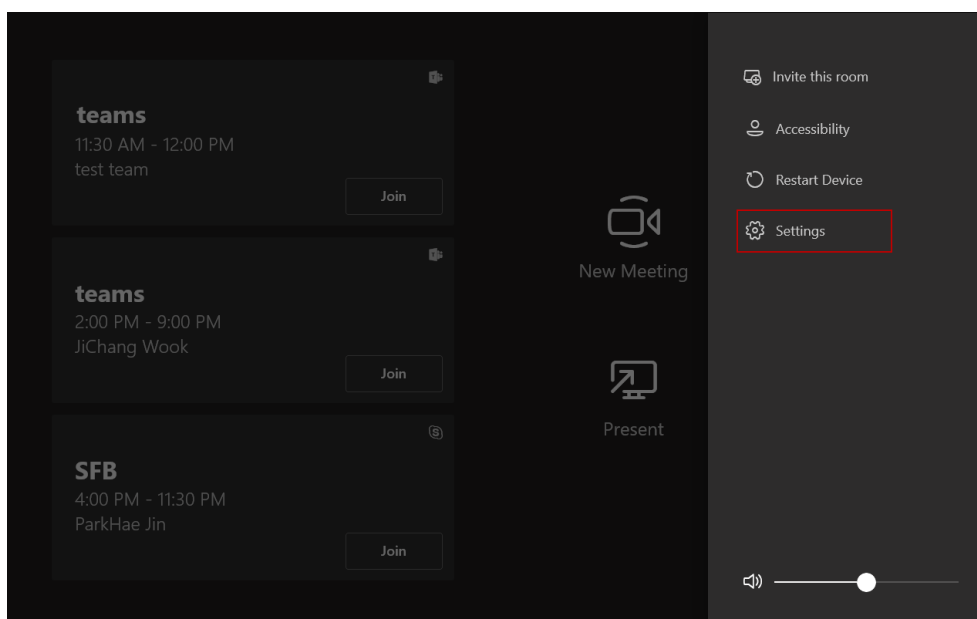 teams
11:30 AM - 12:00 PM
test team
Join
teams
2:00 PM - 9:00 PM
JiChang Wook
Join
SFB
4:00 PM - 11:30 PM
ParkHae Jin
Join
New Meeting
Present
Invite this room
Accessibility
Restart Device
Settings